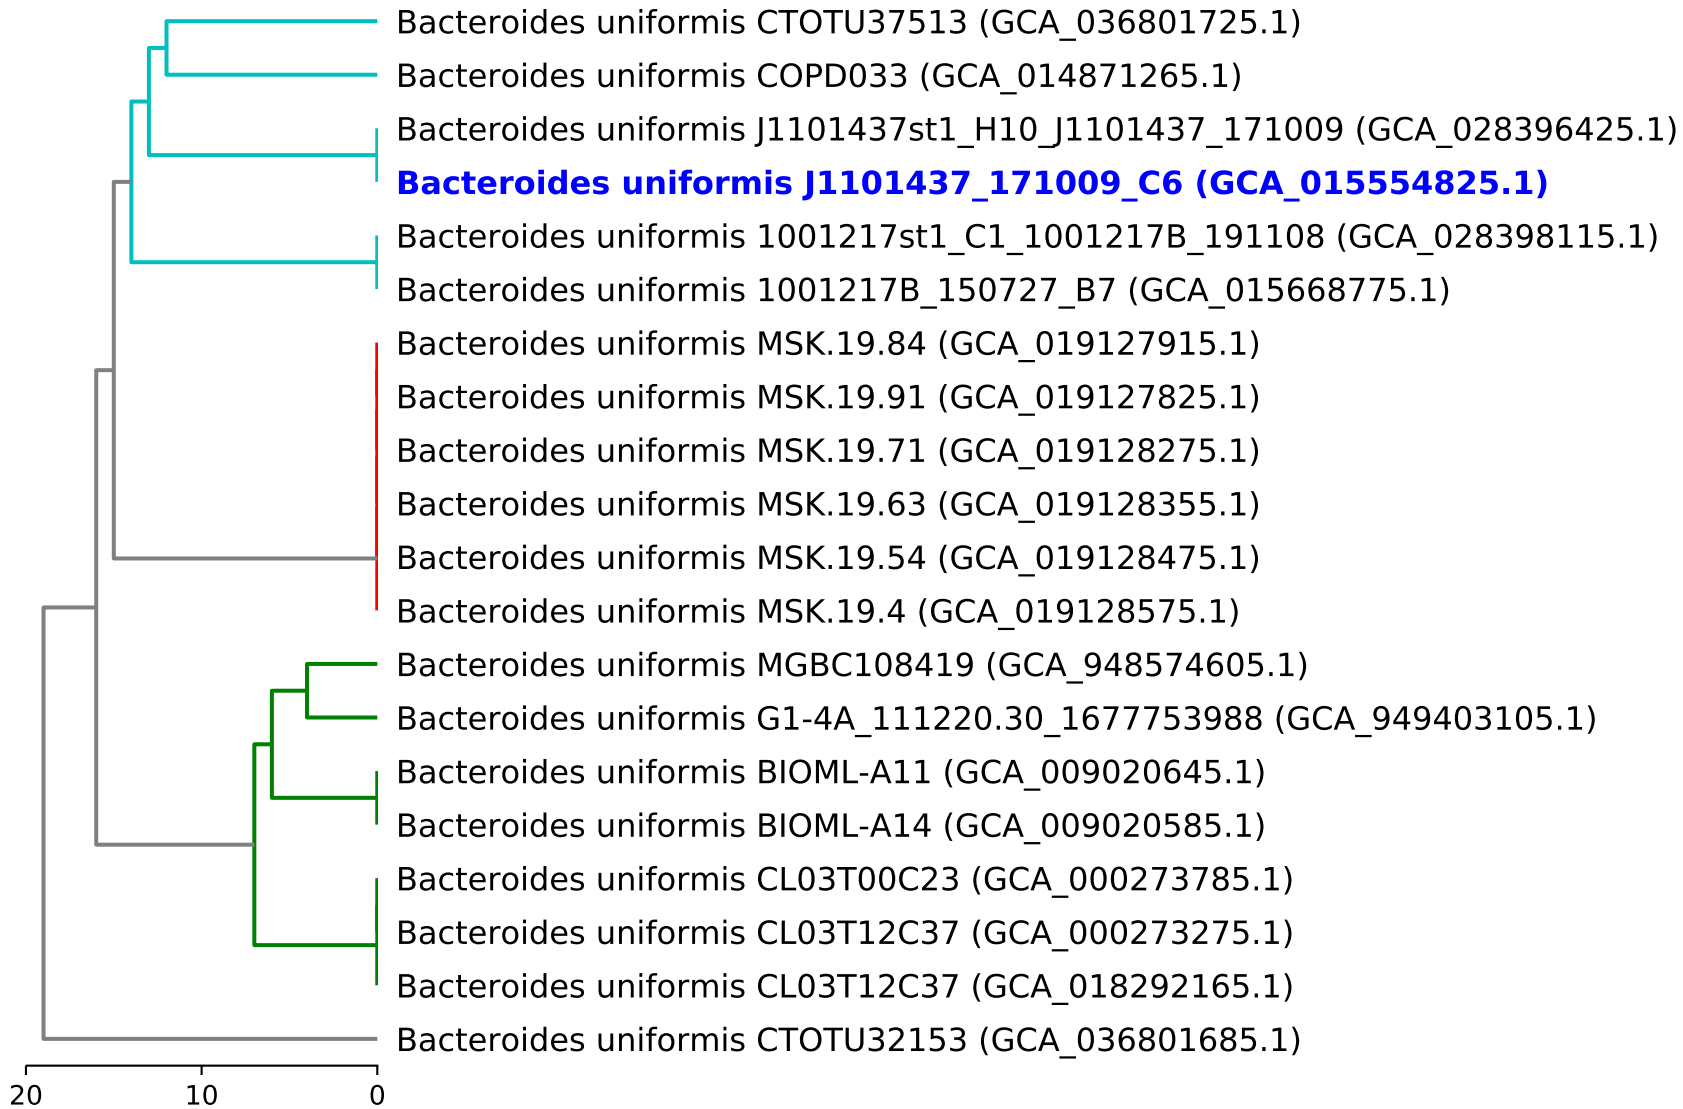 Bacteroides uniformis CTOTU37513 (GCA_036801725.1)
Bacteroides uniformis COPD033 (GCA_014871265.1)
Bacteroides uniformis J1101437st1_H10_J1101437_171009 (GCA_028396425.1)
Bacteroides uniformis J1101437_171009_C6 (GCA_015554825.1)
Bacteroides uniformis 1001217st1_C1_1001217B_191108 (GCA_028398115.1)
Bacteroides uniformis 1001217B_150727_B7 (GCA_015668775.1)
Bacteroides uniformis MSK.19.84 (GCA_019127915.1)
Bacteroides uniformis MSK.19.91 (GCA_019127825.1)
Bacteroides uniformis MSK.19.71 (GCA_019128275.1)
Bacteroides uniformis MSK.19.63 (GCA_019128355.1)
Bacteroides uniformis MSK.19.54 (GCA_019128475.1)
Bacteroides uniformis MSK.19.4 (GCA_019128575.1)
Bacteroides uniformis MGBC108419 (GCA_948574605.1)
Bacteroides uniformis G1-4A_111220.30_1677753988 (GCA_949403105.1)
Bacteroides uniformis BIOML-A11 (GCA_009020645.1)
Bacteroides uniformis BIOML-A14 (GCA_009020585.1)
Bacteroides uniformis CL03T00C23 (GCA_000273785.1)
Bacteroides uniformis CL03T12C37 (GCA_000273275.1)
Bacteroides uniformis CL03T12C37 (GCA_018292165.1)
Bacteroides uniformis CTOTU32153 (GCA_036801685.1)
20 10 0